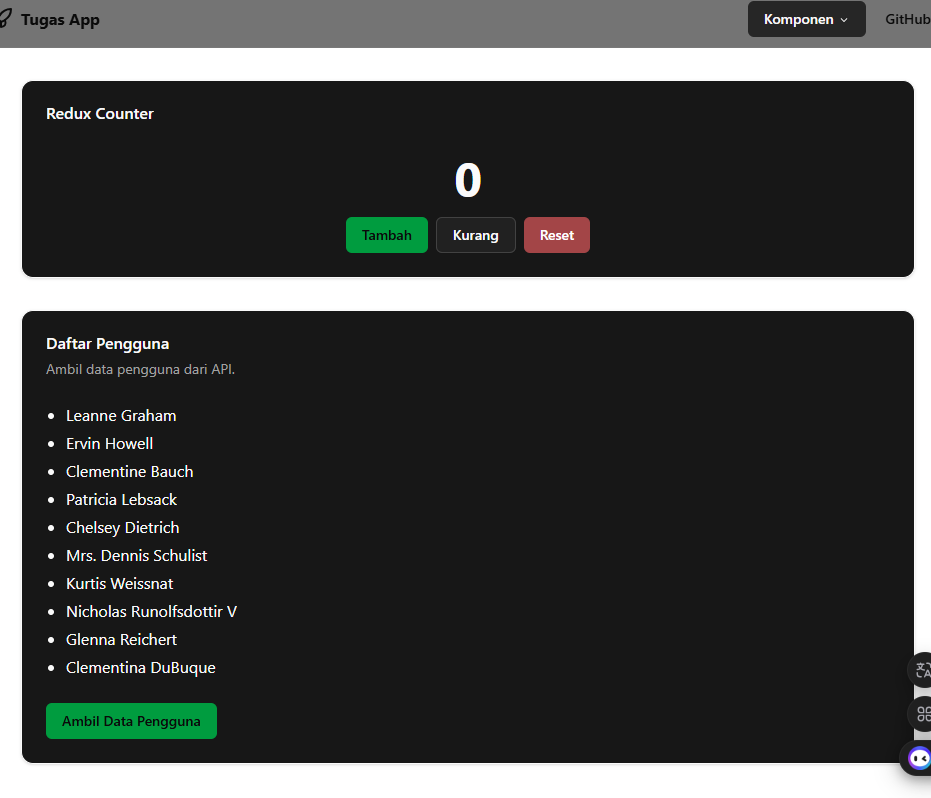 Tugas App
Komponen
GitHub
Redux Counter
0
Tambah
Kurang
Reset
Daftar Pengguna
Ambil data pengguna dari API.
Leanne Graham
Ervin Howell
Clementine Bauch
Patricia Lebsack
Chelsey Dietrich
Mrs. Dennis Schulist
Kurtis Weissnat
Nicholas Runolfsdottir V
Glenna Reichert
Clementina DuBuque
Ambil Data Pengguna